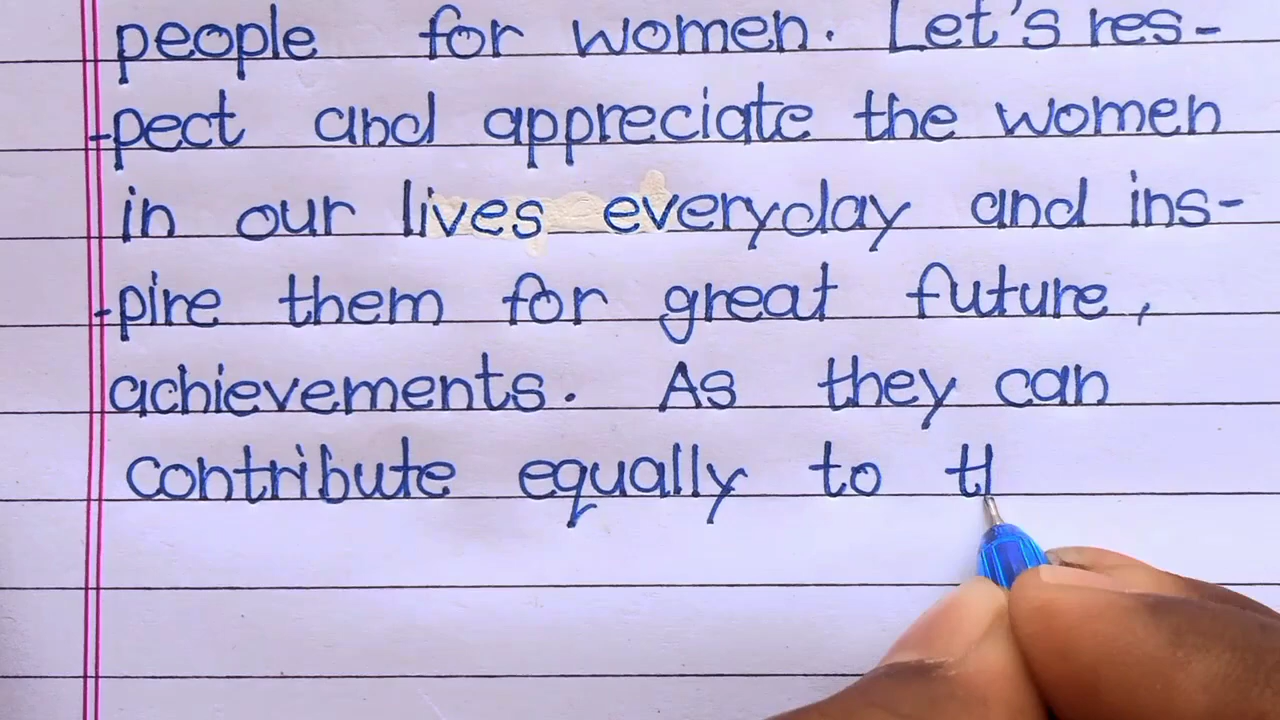 people for women. Let's res-
-pect and appreciate the women
in our lives everyday and ins-
-pire them for great future,
achievements. As they can
contribute equally to th